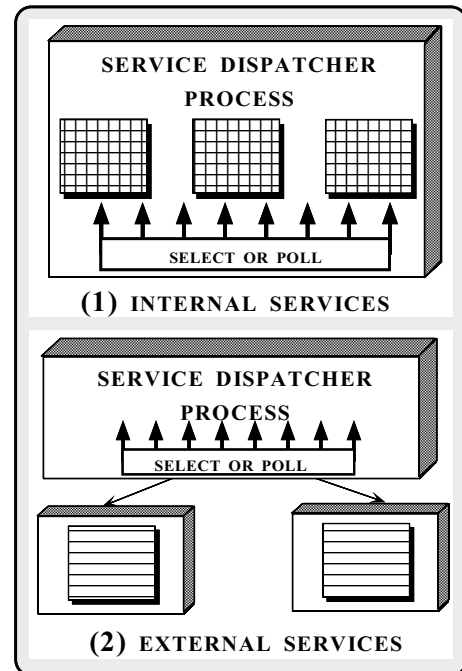 SERVICE DISPATCHER
PROCESS
SELECT OR POLL
(1) INTERNAL SERVICES
SERVICE DISPATCHER
PROCESS
SELECT OR POLL
(2) EXTERNAL SERVICES